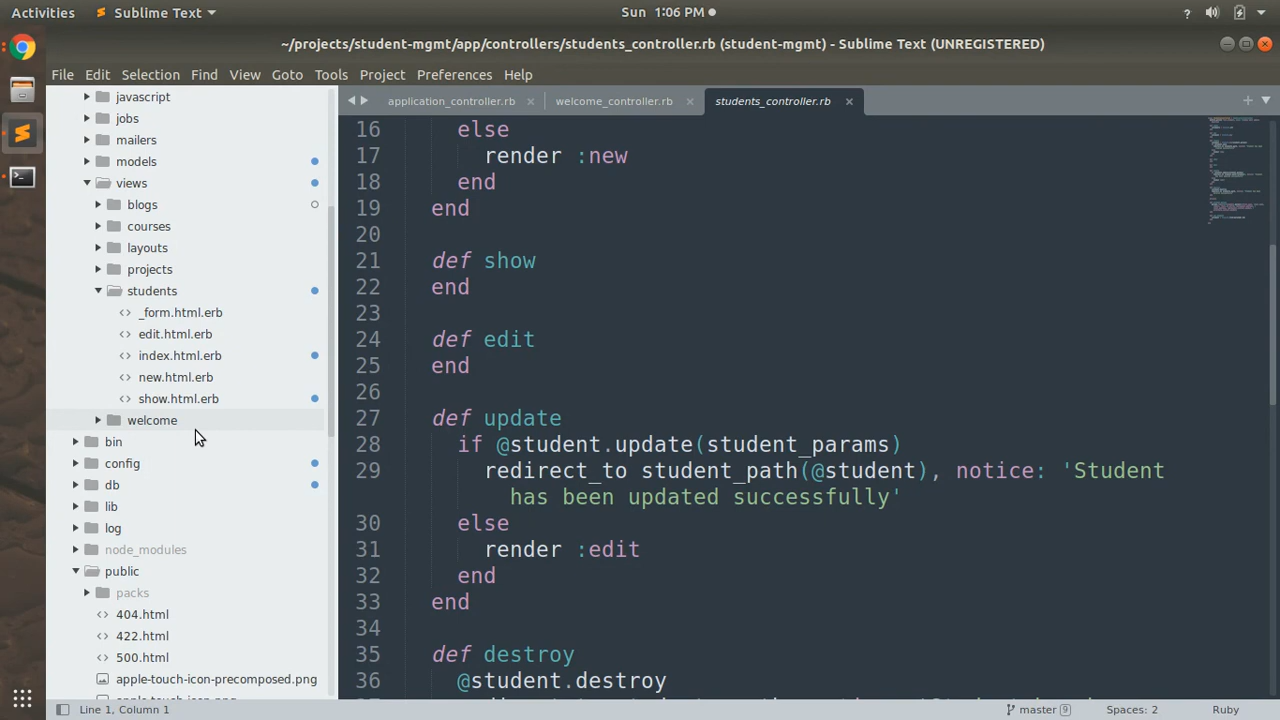 Activities Sublime Text Sun 1:06 PM
~/projects/student-mgmt/app/controllers/students_controller.rb (student-mgmt) - Sublime Text (UNREGISTERED)
File Edit Selection Find View Goto Tools Project Preferences Help
javascript
jobs
mailers
models
views
blogs
courses
layouts
projects
students
_form.html.erb
edit.html.erb
index.html.erb
new.html.erb
show.html.erb
welcome
bin
config
db
lib
log
node_modules
public
packs
404.html
422.html
500.html
apple-touch-icon-precomposed.png
application_controller.rb welcome_controller.rb students_controller.rb
16 else
17 render :new
18 end
19 end
20
21 def show
22 end
23
24 def edit
25 end
26
27 def update
28 if @student.update(student_params)
29 redirect_to student_path(@student), notice: 'Student
has been updated successfully'
30 else
31 render :edit
32 end
33 end
34
35 def destroy
36 @student.destroy
Line 1, Column 1 master 9 Spaces: 2 Ruby